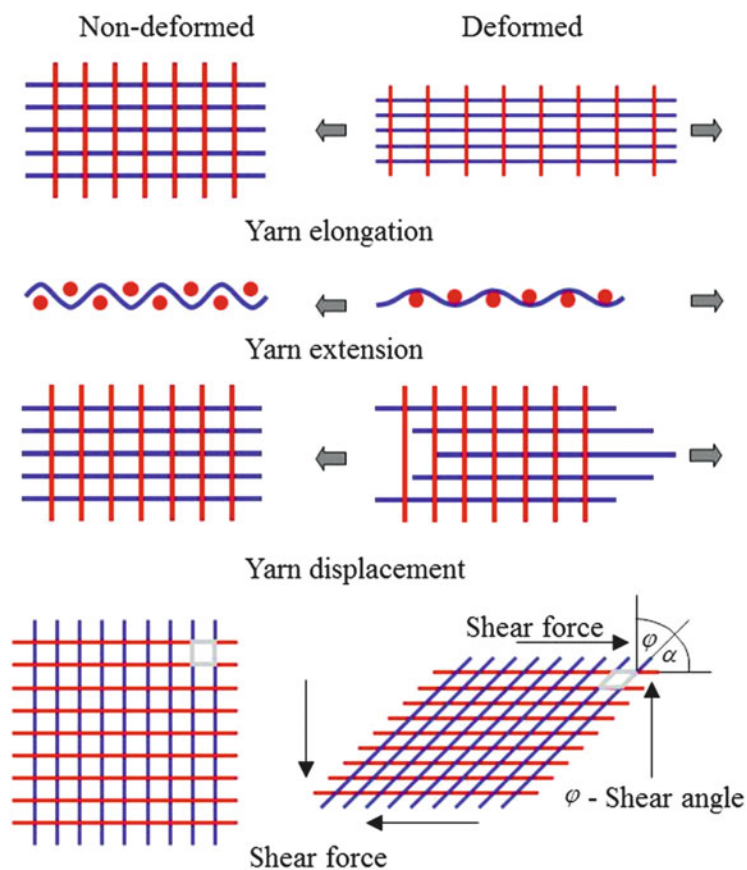 Non-deformed
Deformed
Yarn elongation
Yarn extension
Yarn displacement
Shear force
φ
α
φ - Shear angle
Shear force